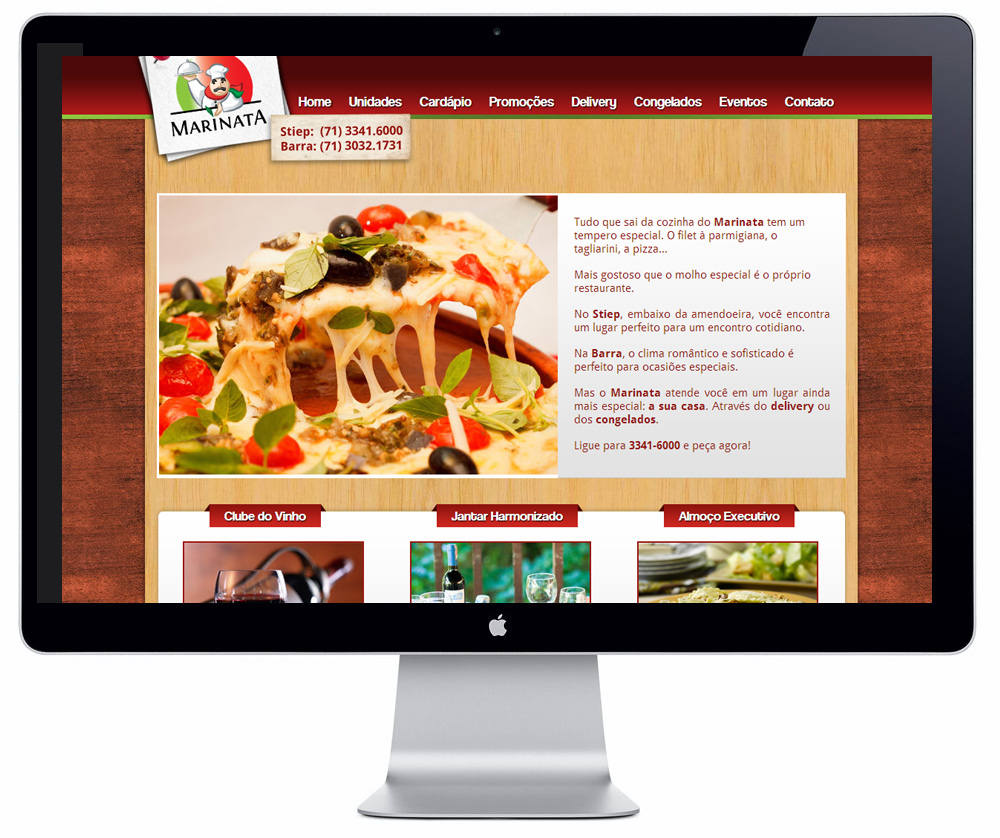 MARINATA
Home Unidades Cardápio Promoções Delivery Congelados Eventos Contato
Stiep: (71) 3341.6000
Barra: (71) 3032.1731
Tudo que sai da cozinha do Marinata tem um
tempero especial. O filet à parmigiana, o
tagliarini, a pizza...
Mais gostoso que o molho especial é o próprio
restaurante.
No Stiep, embaixo da amendoeira, você encontra
um lugar perfeito para um encontro cotidiano.
Na Barra, o clima romântico e sofisticado é
perfeito para ocasiões especiais.
Mas o Marinata atende você em um lugar ainda
mais especial: a sua casa. Através do delivery ou
dos congelados.
Ligue para 3341-6000 e peça agora!
Clube do Vinho Jantar Harmonizado Almoço Executivo